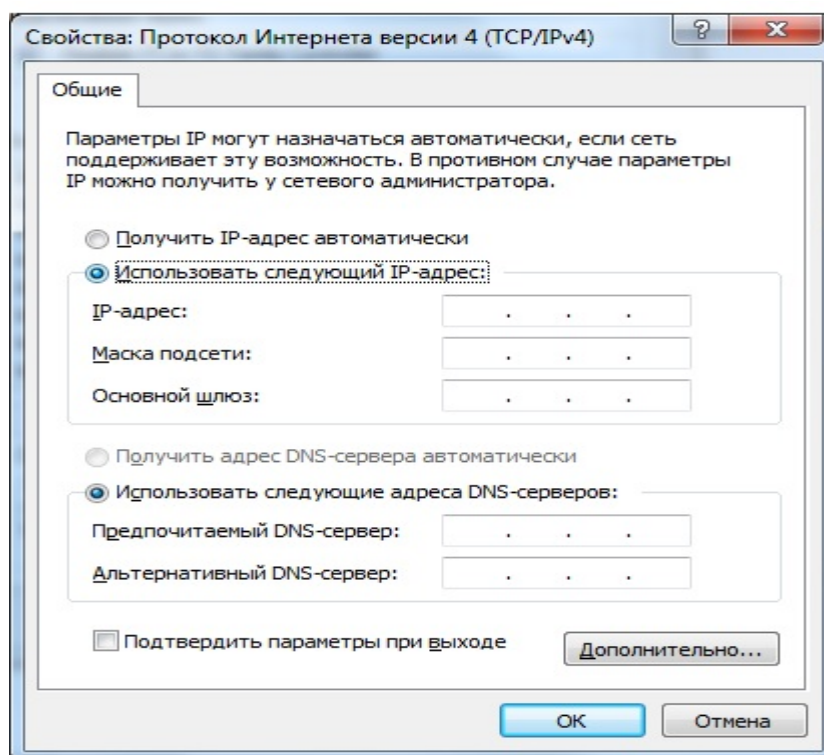 Свойства: Протокол Интернета версии 4 (TCP/IPv4)
Общие
Параметры IP могут назначаться автоматически, если сеть
поддерживает эту возможность. В противном случае параметры
IP можно получить у сетевого администратора.
Получить IP-адрес автоматически
Использовать следующий IP-адрес:
IP-адрес:
Маска подсети:
Основной шлюз:
Получить адрес DNS-сервера автоматически
Использовать следующие адреса DNS-серверов:
Предпочитаемый DNS-сервер:
Альтернативный DNS-сервер:
Подтвердить параметры при выходе
Дополнительно...
ОК
Отмена